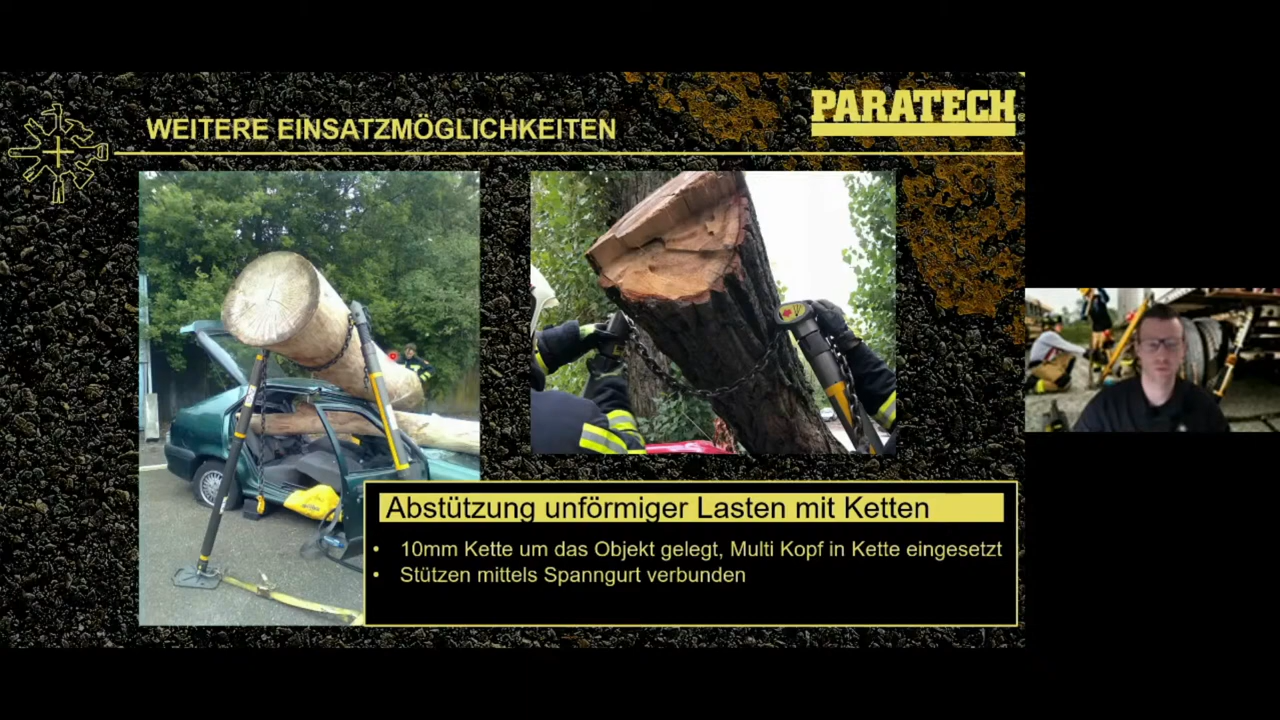 WEITERE EINSATZMÖGLICHKEITEN
PARATECH®
Abstützung unförmiger Lasten mit Ketten
• 10mm Kette um das Objekt gelegt, Multi Kopf in Kette eingesetzt
• Stützen mittels Spanngurt verbunden